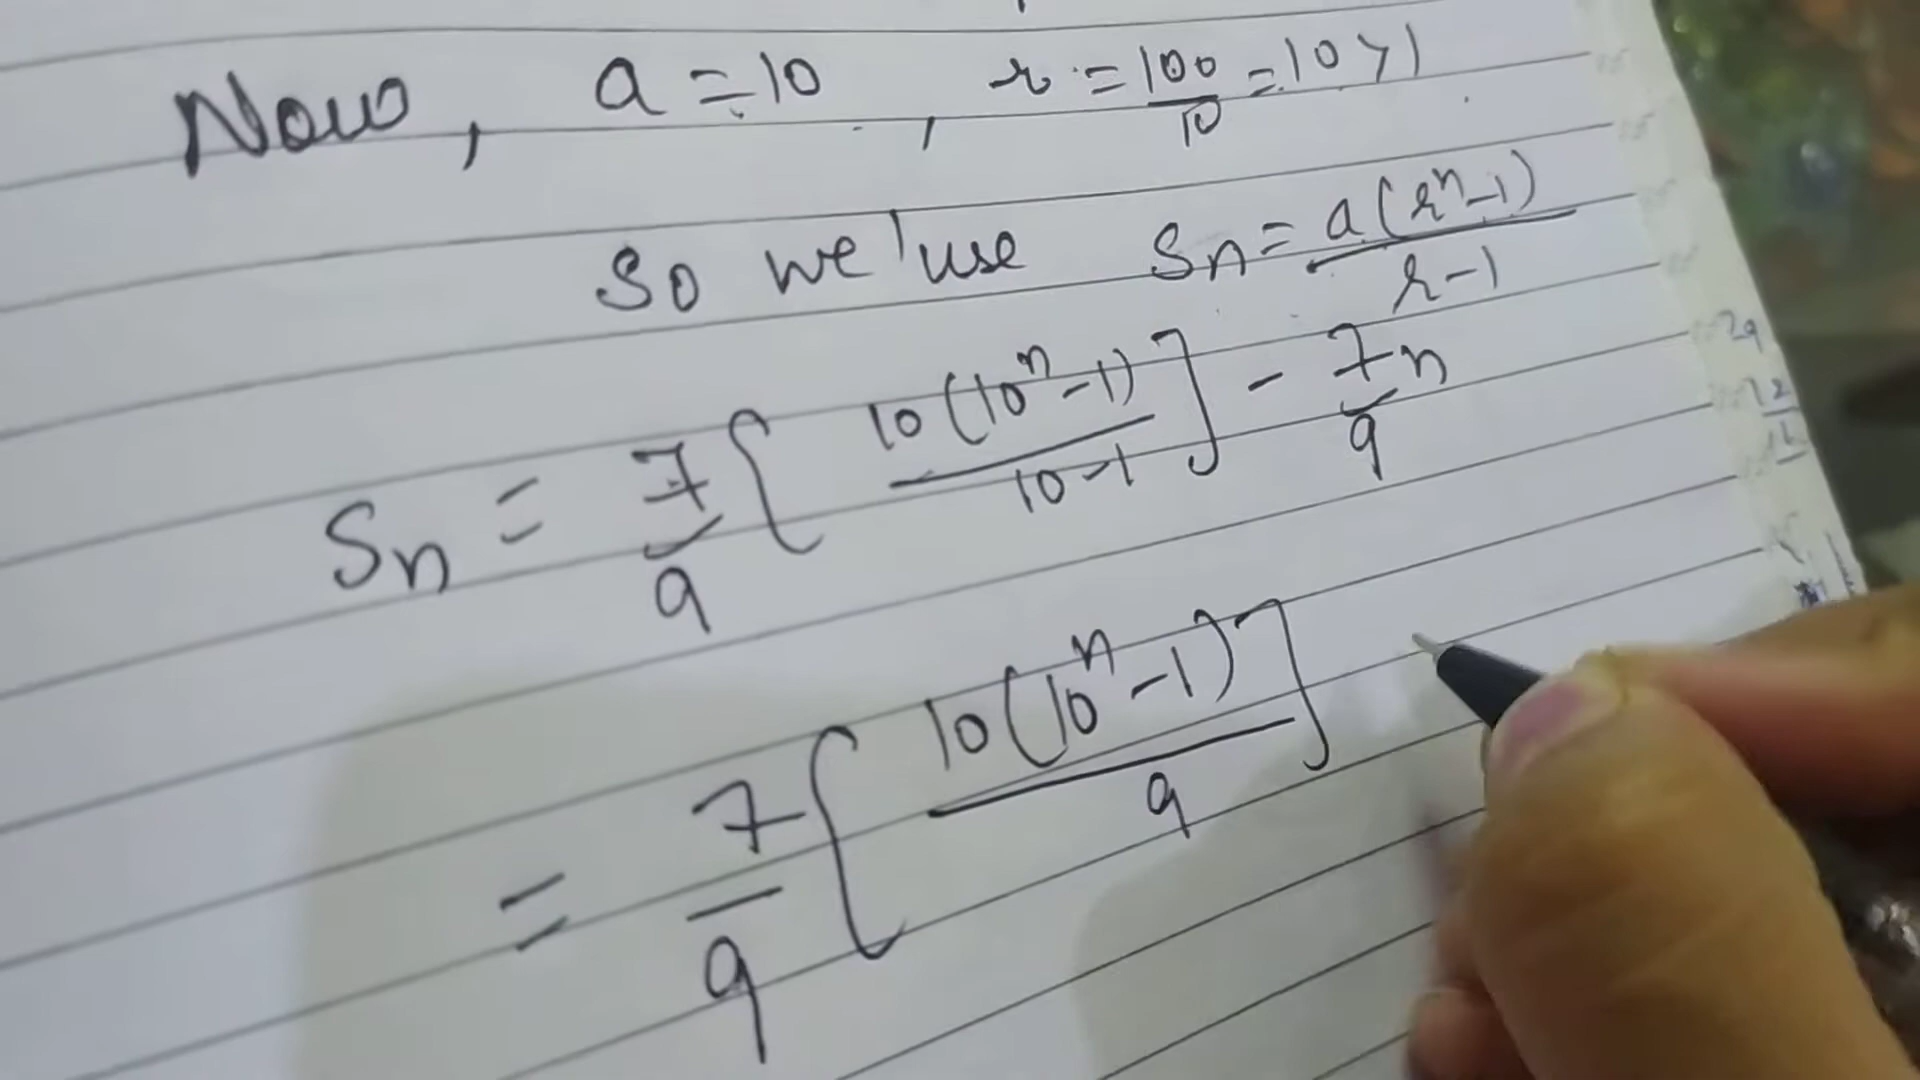 Now, a = 10, r = 100/10 = 10 > 1
So we use Sn = a(r^n-1)/r-1
Sn = 7/9 [10(10^n-1)/10-1] - 7n/9
= 7/9 [10(10^n-1)/9]